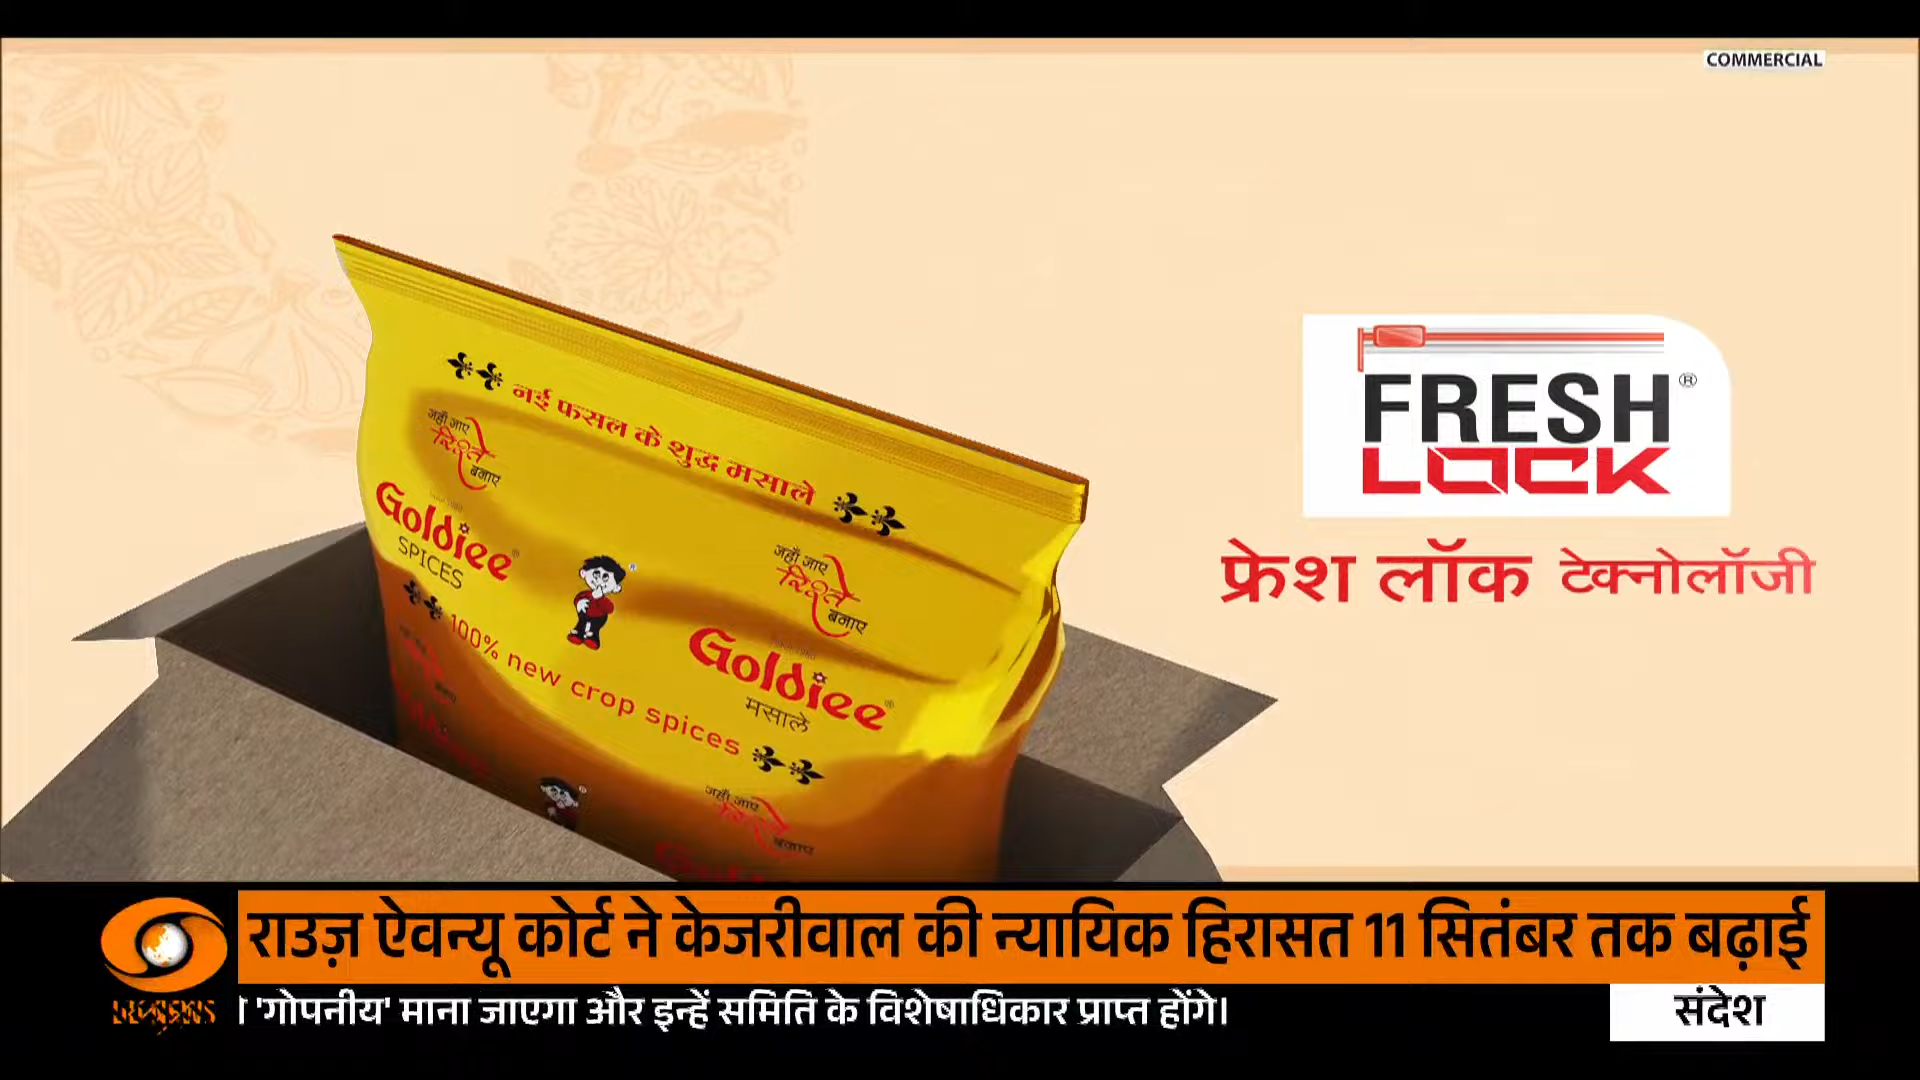 COMMERCIAL
नई फसल के शुद्ध मसाले
जहाँ जाए
रिश्ते
बनाए
Goldiee
SPICES
जहाँ जाए
रिश्ते
बनाए
Goldiee
मसाले
100% new crop spices
जहाँ जाए
बनाए
FRESH
LOCK
फ्रेश लॉक टेक्नोलॉजी
राउज़ ऐवन्यू कोर्ट ने केजरीवाल की न्यायिक हिरासत 11 सितंबर तक बढ़ाई
'गोपनीय' माना जाएगा और इन्हें समिति के विशेषाधिकार प्राप्त होंगे।
संदेश